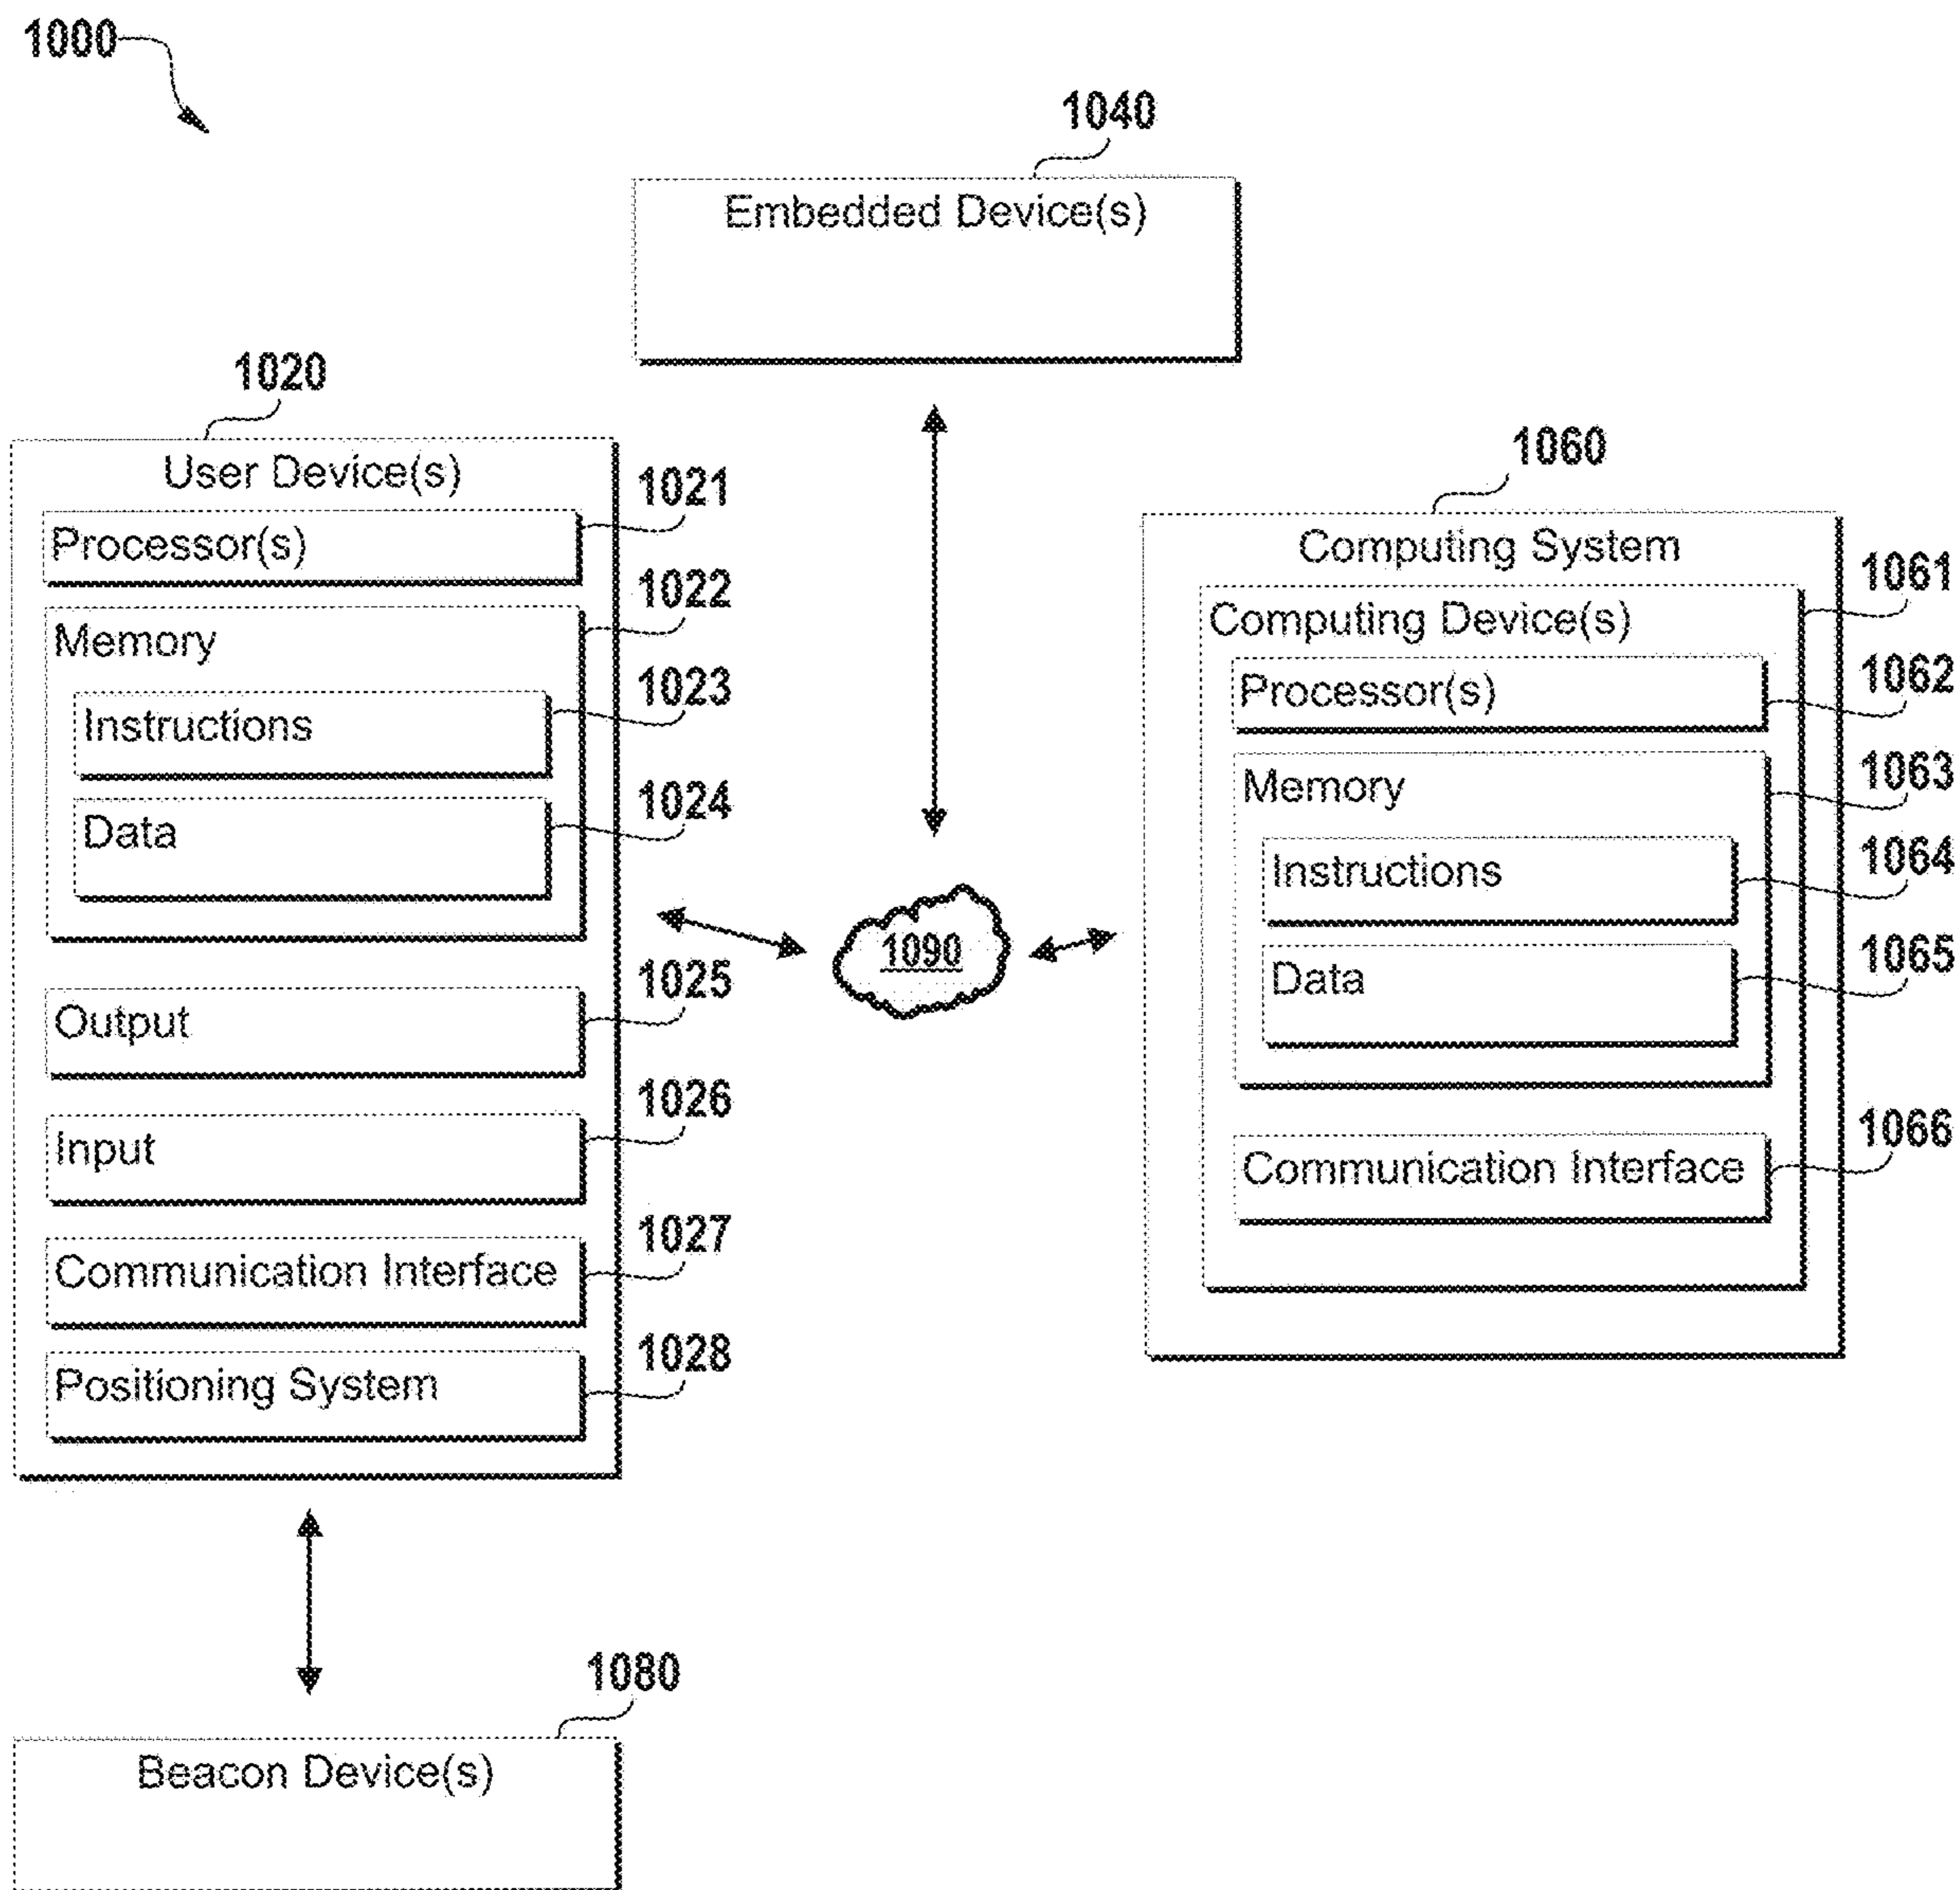 1000
1040
Embedded Device(s)
1020
User Device(s)
1021
Processor(s)
1022
Memory
1023
Instructions
1024
Data
1025
Output
1026
Input
1027
Communication Interface
1028
Positioning System
1090
1060
Computing System
1061
Computing Device(s)
1062
Processor(s)
1063
Memory
1064
Instructions
1065
Data
1066
Communication Interface
1080
Beacon Device(s)